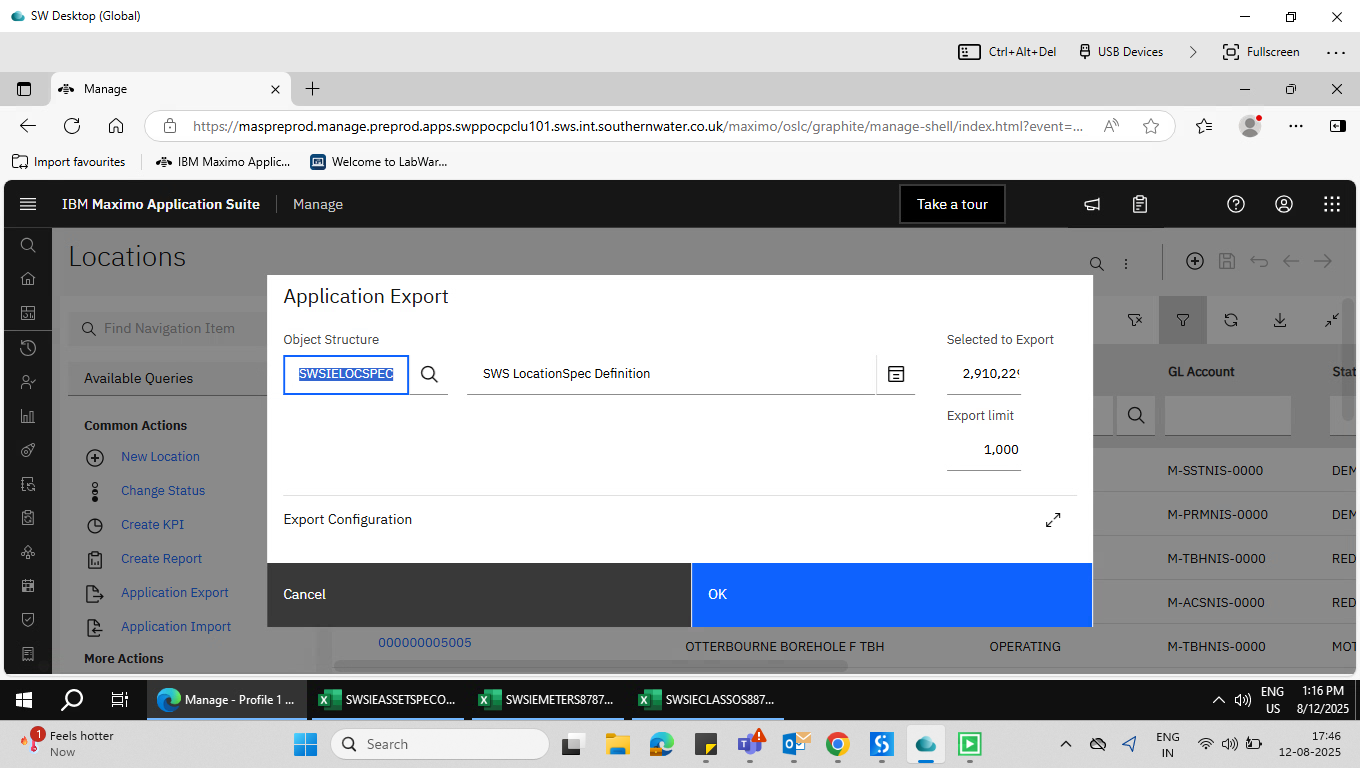 SW Desktop (Global)
Ctrl+Alt+Del
USB Devices
Fullscreen
Manage
https://maspreprod.manage.preprod.apps.swppocpclu101.sws.int.southernwater.co.uk/maximo/oslc/graphite/manage-shell/index.html?event=...
Import favourites
IBM Maximo Applic...
Welcome to LabWar...
IBM Maximo Application Suite
Manage
Take a tour
Locations
Find Navigation Item
Available Queries
Common Actions
New Location
Change Status
Create KPI
Create Report
Application Export
Application Import
More Actions
Application Export
Object Structure
SWSIELOCSPEC
SWS LocationSpec Definition
Selected to Export
2,910,229
Export limit
1,000
Export Configuration
Cancel
OK
GL Account
Stat
M-SSTNIS-0000
DEM
M-PRMNIS-0000
DEM
M-TBHNIS-0000
RED
M-ACSNIS-0000
RED
000000005005
OTTERBOURNE BOREHOLE F TBH
OPERATING
M-TBHNIS-0000
MOT
Manage - Profile 1 ...
SWSIEASSETSPECO...
SWSIEMETERS8787...
SWSIECLASSOS887...
ENG
US
1:16 PM
8/12/2025
1
Feels hotter
Now
Search
ENG
IN
17:46
12-08-2025